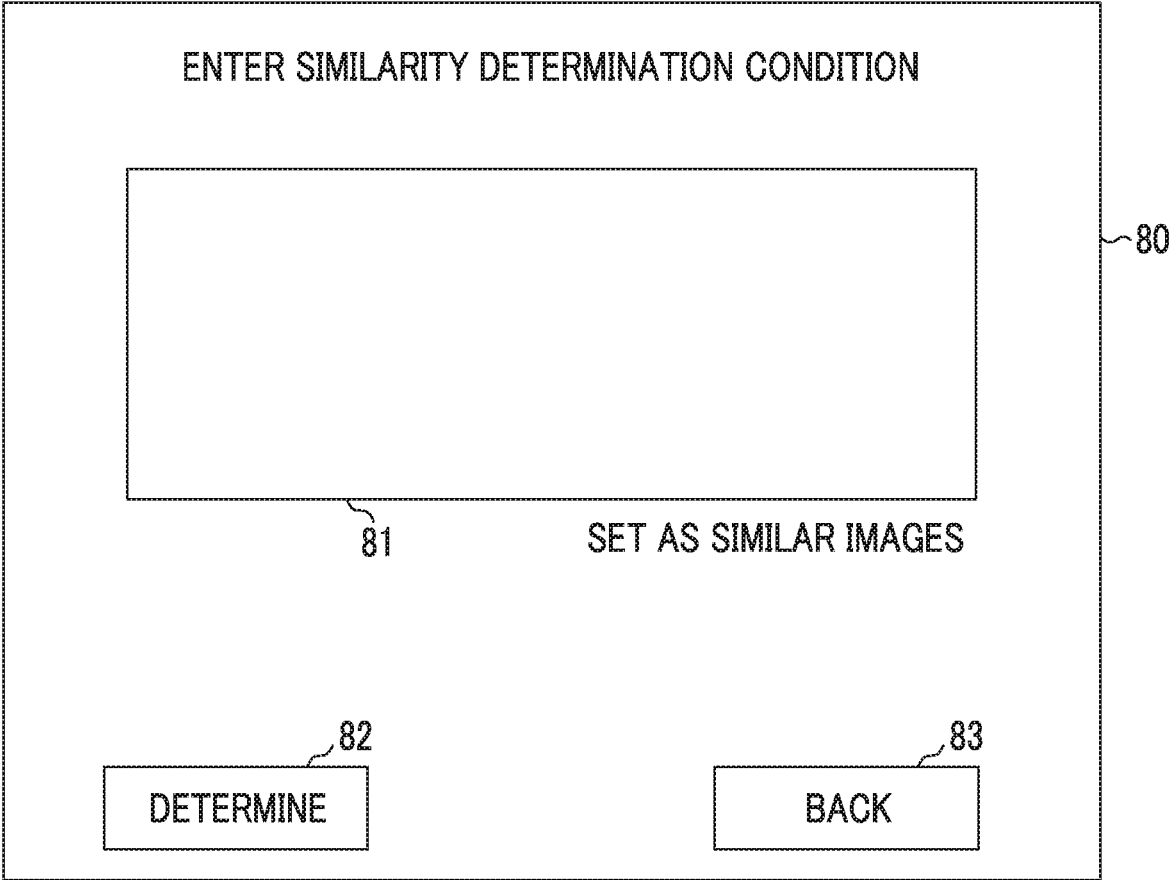 ENTER SIMILARITY DETERMINATION CONDITION
80
81
SET AS SIMILAR IMAGES
82
83
DETERMINE
BACK